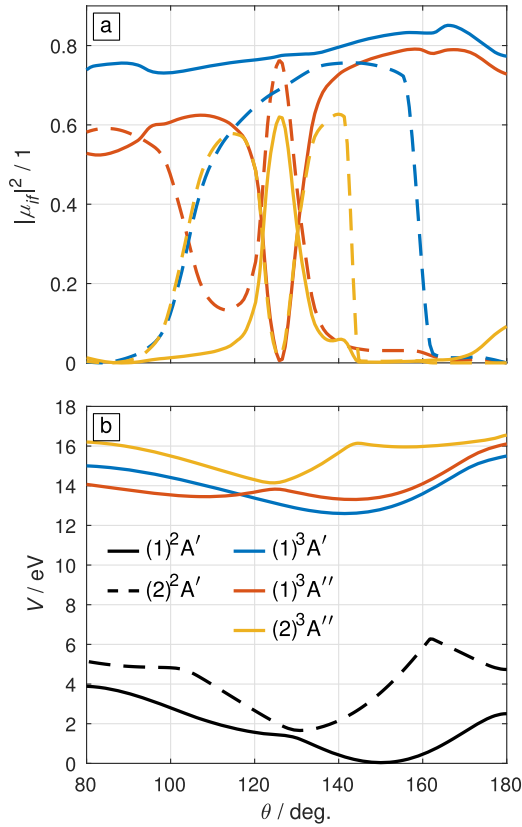 a
|μ_if|² / 1
0.8
0.6
0.4
0.2
0
b
V / eV
18
16
14
12
10
8
6
4
2
0
(1)²A′ (1)³A′
(2)²A′ (1)³A′′
(2)³A′′
80 100 120 140 160 180
θ / deg.